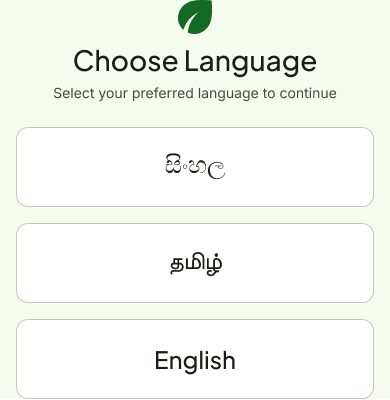 Choose Language
Select your preferred language to continue
සිංහල
தமிழ்
English